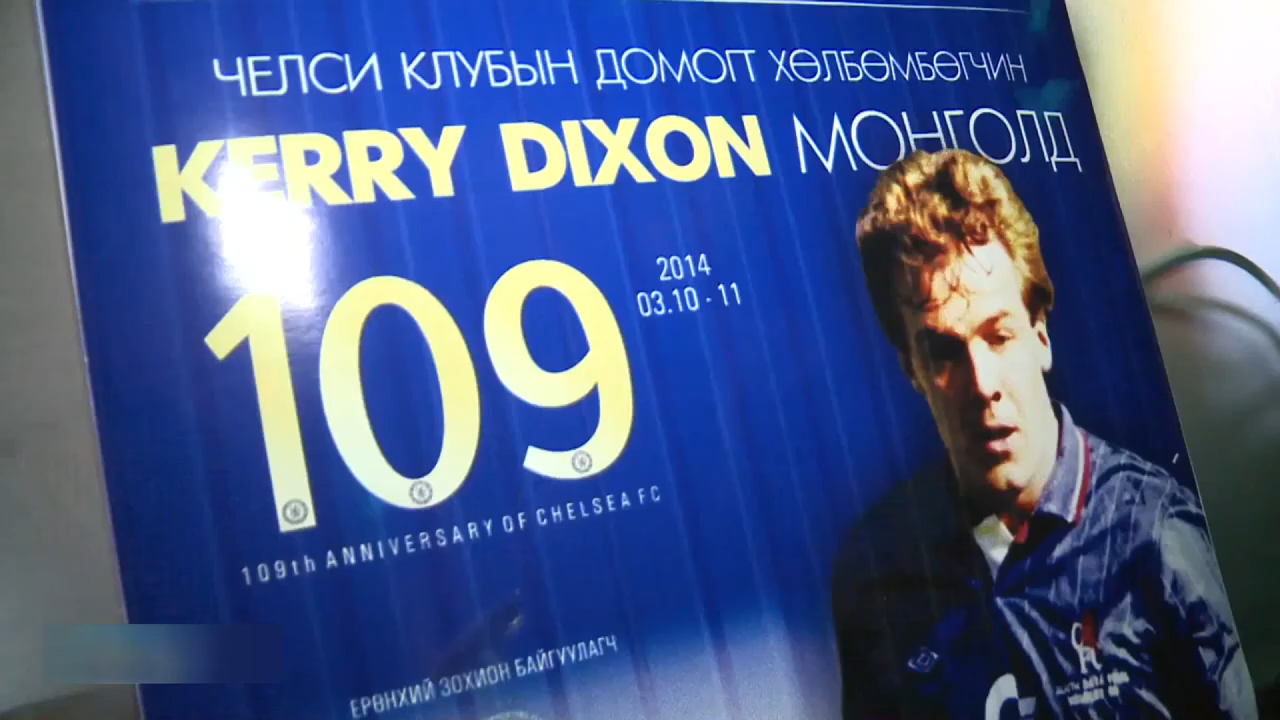 ЧЕЛСИ КЛУБЫН ДОМОГТ ХӨЛБӨМБӨГЧИН
KERRY DIXON МОНГОЛД
109
2014
03.10 - 11
109th ANNIVERSARY OF CHELSEA FC
ЕРӨНХИЙ ЗОХИОН БАЙГУУЛАГЧ